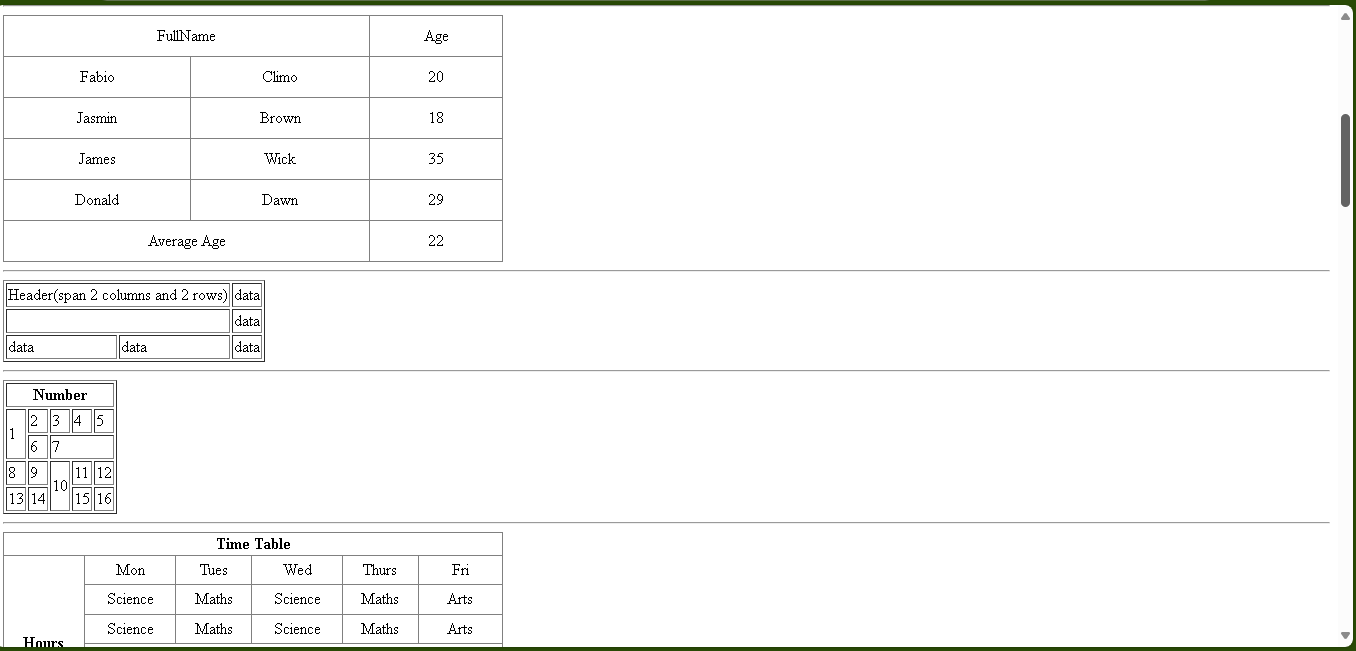 FullName Age
Fabio Climo 20
Jasmin Brown 18
James Wick 35
Donald Dawn 29
Average Age 22
Header(span 2 columns and 2 rows) data
data
data data data
Number
1 2 3 4 5
6 7
8 9 10 11 12
13 14 15 16
Time Table
Mon Tues Wed Thurs Fri
Science Maths Science Maths Arts
Science Maths Science Maths Arts
Hours